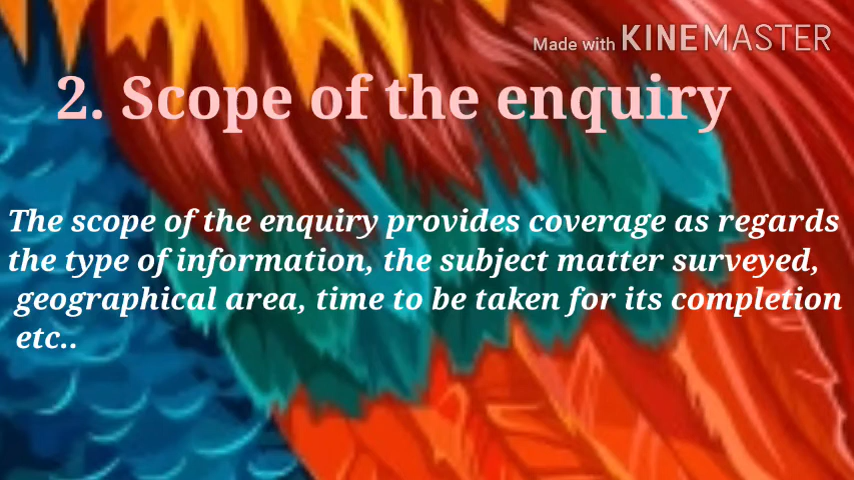 Made with KINEMASTER
2. Scope of the enquiry
The scope of the enquiry provides coverage as regards
the type of information, the subject matter surveyed,
geographical area, time to be taken for its completion
etc..